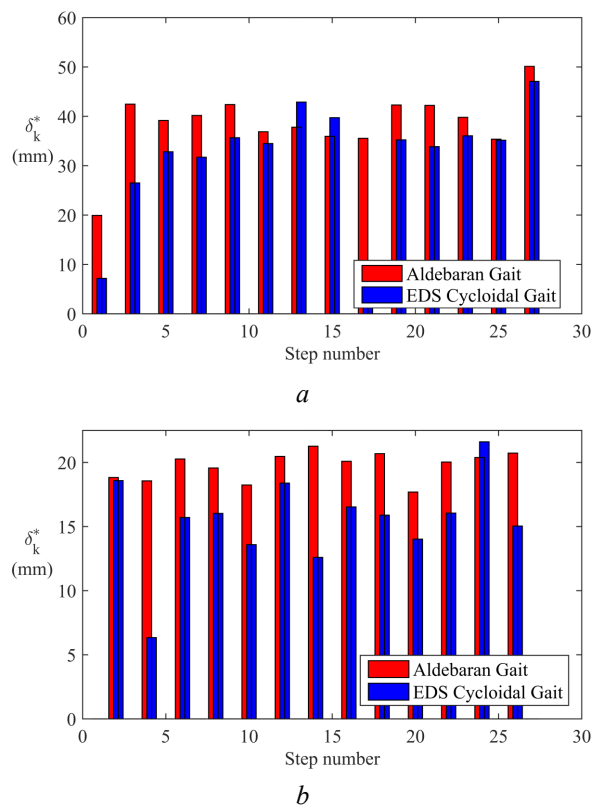 60
50
40
30
20
10
0
δ*k
(mm)
0 5 10 15 20 25 30
Step number
Aldebaran Gait
EDS Cycloidal Gait
a
20
15
10
5
0
δ*k
(mm)
0 5 10 15 20 25 30
Step number
Aldebaran Gait
EDS Cycloidal Gait
b